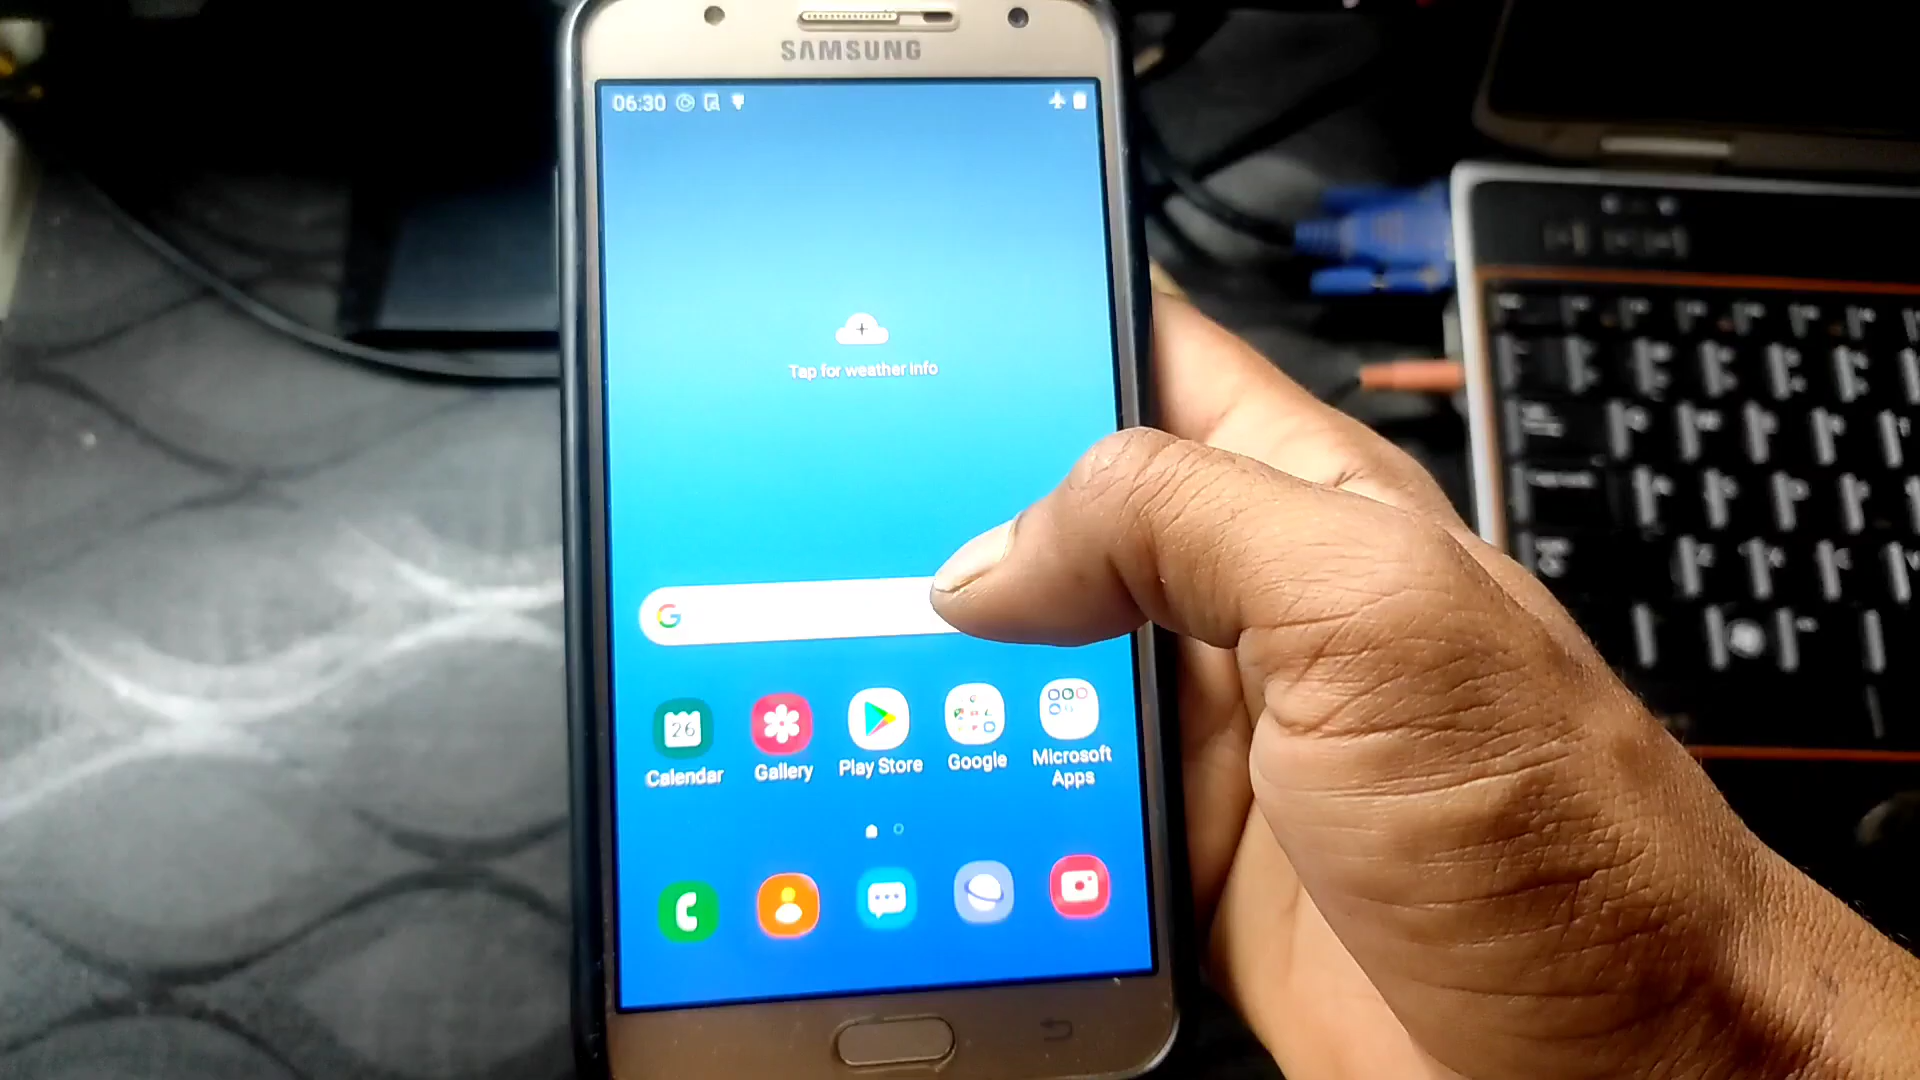 SAMSUNG
06:30
Tap for weather info
26
Calendar
Gallery
Play Store
Google
Microsoft
Apps